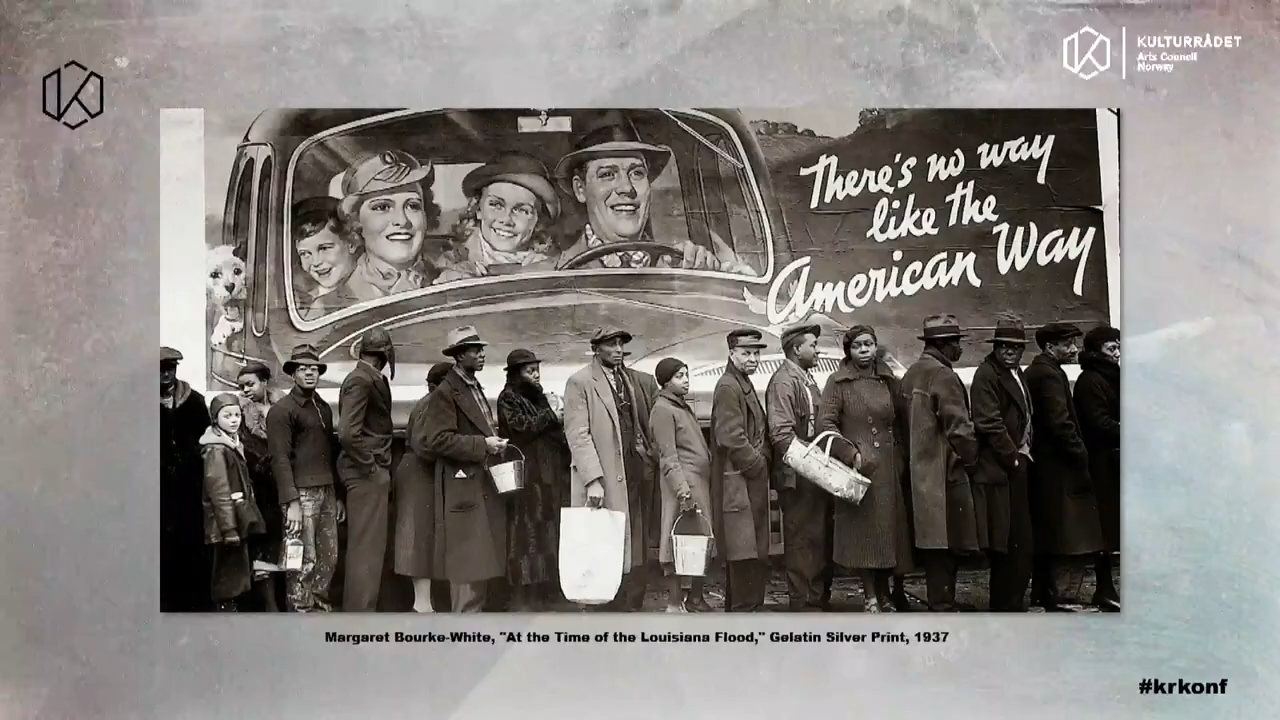 KULTURRÅDET
Arts Council
Norway
There's no way
like the
American Way
Margaret Bourke-White, "At the Time of the Louisiana Flood," Gelatin Silver Print, 1937
#krkonf